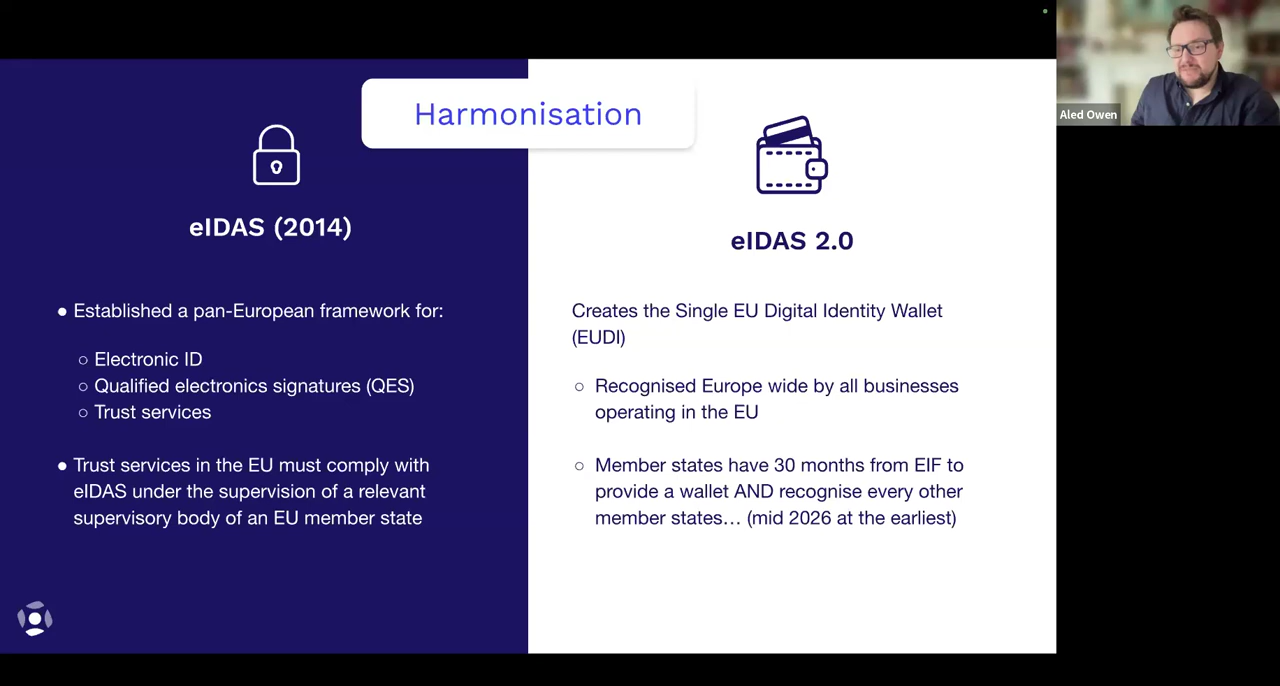 Harmonisation
eIDAS (2014)
● Established a pan-European framework for:
○ Electronic ID
○ Qualified electronics signatures (QES)
○ Trust services
● Trust services in the EU must comply with
eIDAS under the supervision of a relevant
supervisory body of an EU member state
eIDAS 2.0
Creates the Single EU Digital Identity Wallet
(EUDI)
○ Recognised Europe wide by all businesses
operating in the EU
○ Member states have 30 months from EIF to
provide a wallet AND recognise every other
member states… (mid 2026 at the earliest)
Aled Owen